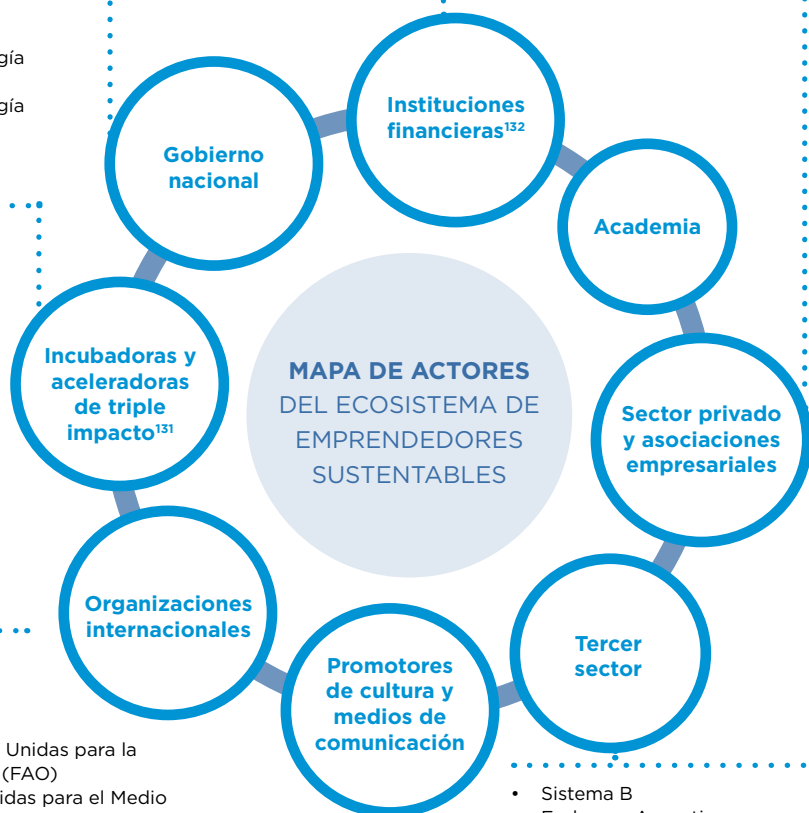 gía
gía
Gobierno
nacional
Instituciones
financieras¹³²
Academia
Incubadoras y
aceleradoras
de triple
impacto¹³¹
MAPA DE ACTORES
DEL ECOSISTEMA DE
EMPRENDEDORES
SUSTENTABLES
Sector privado
y asociaciones
empresariales
Organizaciones
internacionales
Promotores
de cultura y
medios de
comunicación
Tercer
sector
Unidas para la
(FAO)
idas para el Medio
• Sistema B